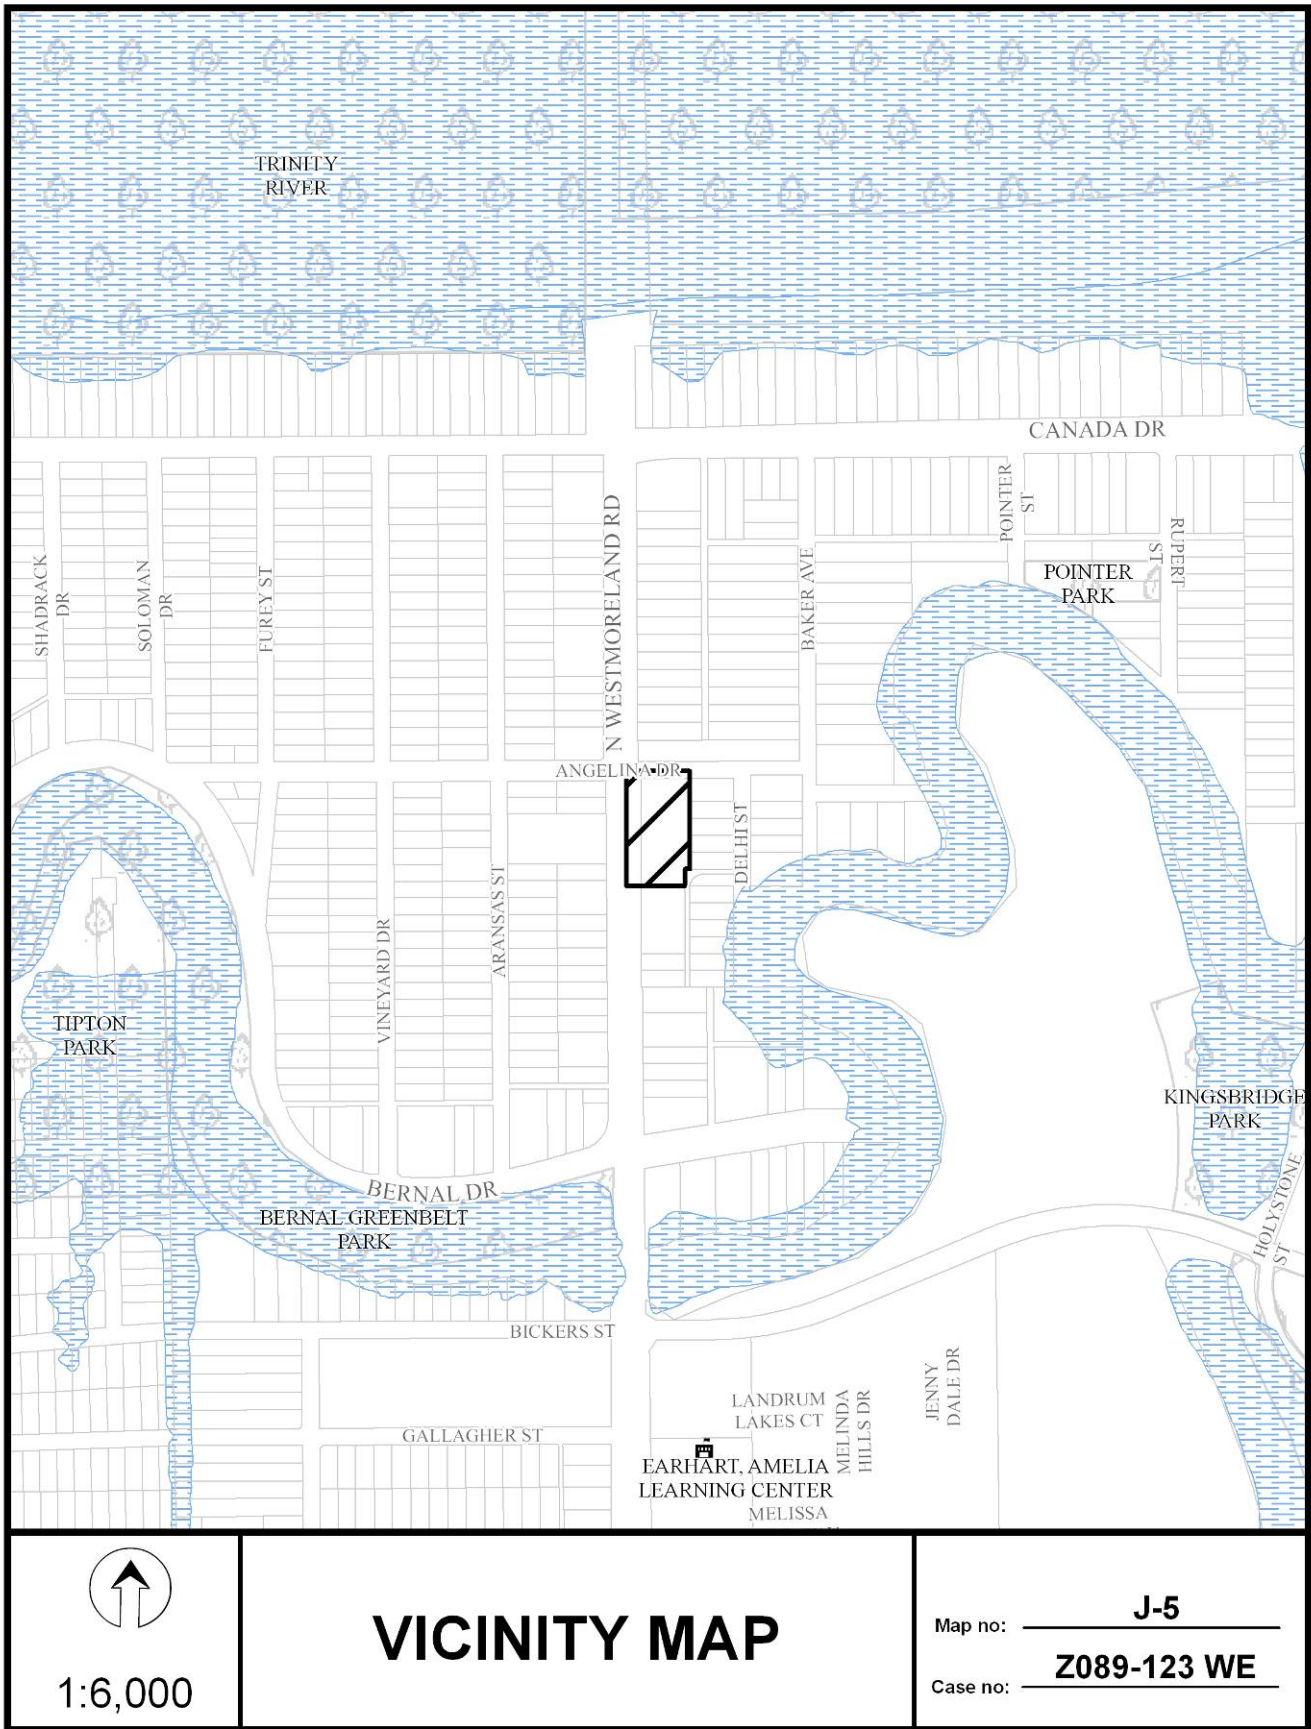 TRINITY
RIVER
CANADA DR
POINTER
ST
N WESTMORELAND RD
RUPERT
ST
SHADRACK
DR
SOLOMAN
DR
FUREY ST
BAKER AVE
POINTER
PARK
ANGELINA DR
DELHI ST
ARANSAS ST
VINEYARD DR
TIPTON
PARK
KINGSBRIDGE
PARK
HOLYSTONE
ST
BERNAL DR
BERNAL GREENBELT
PARK
BICKERS ST
JENNY
DALE DR
LANDRUM
LAKES CT
MELINDA
HILLS DR
GALLAGHER ST
EARHART, AMELIA
LEARNING CENTER
MELISSA
1:6,000
VICINITY MAP
Map no: J-5
Case no: Z089-123 WE